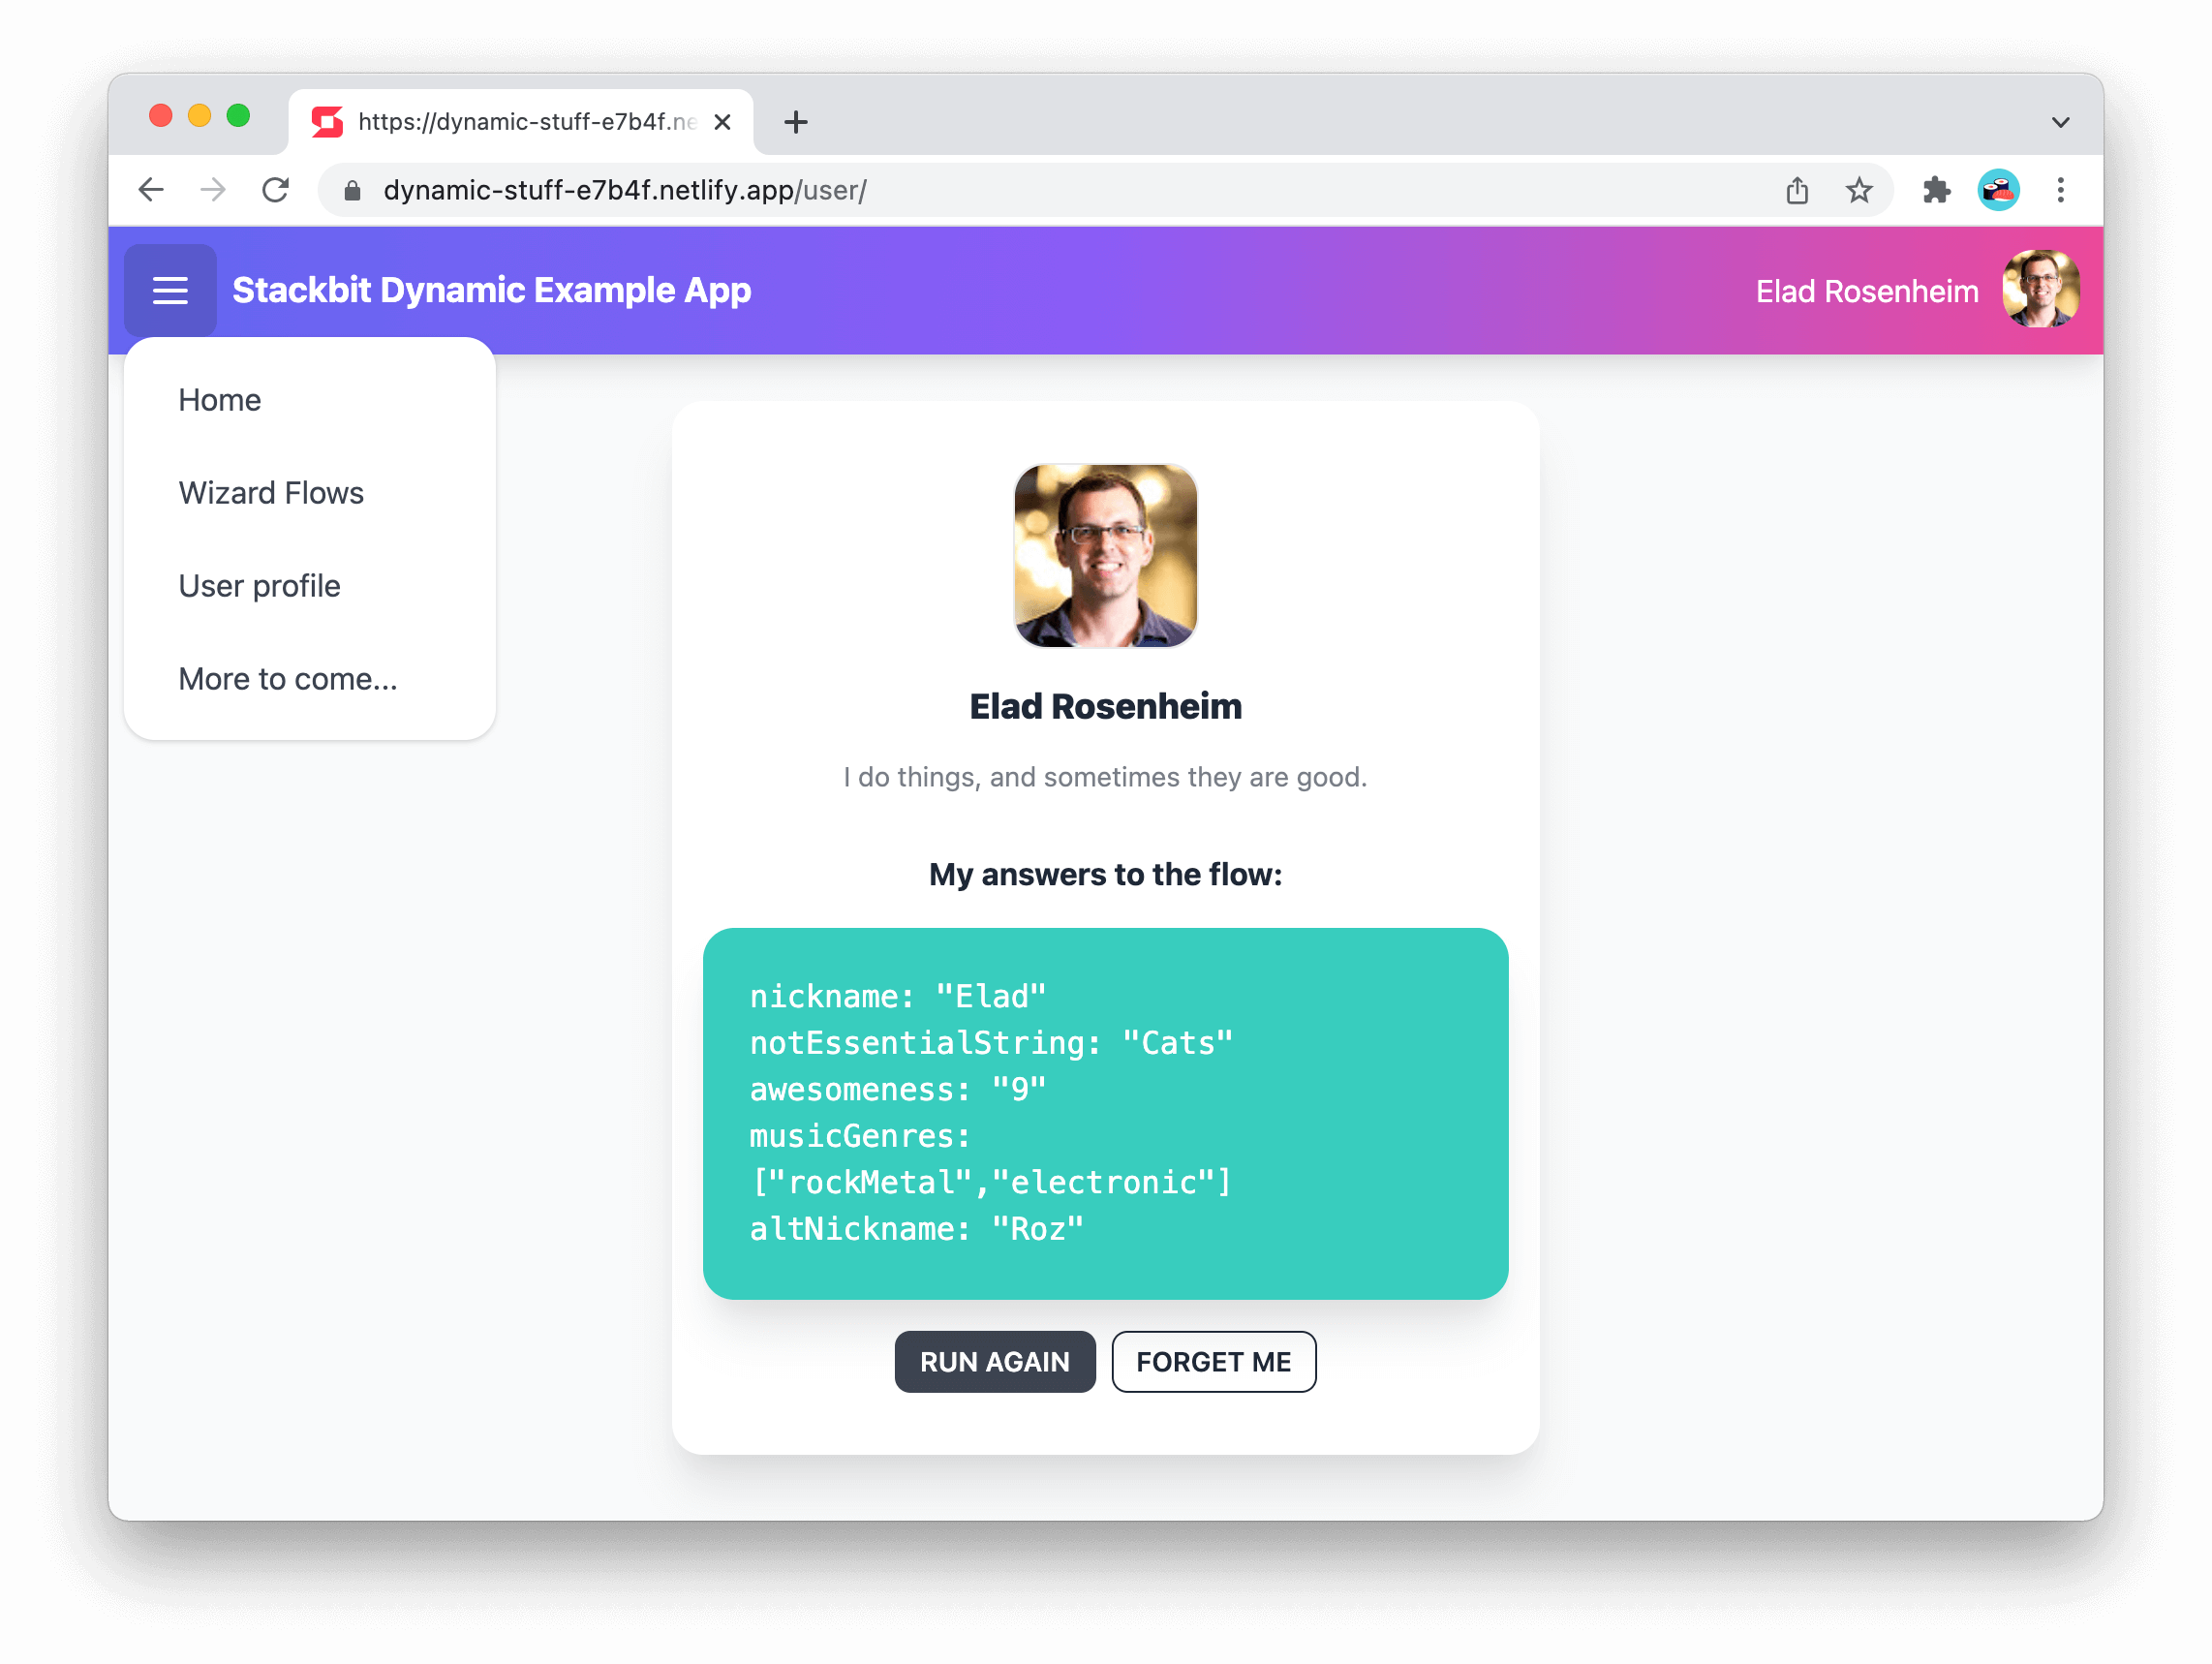 https://dynamic-stuff-e7b4f.ne
dynamic-stuff-e7b4f.netlify.app/user/
Stackbit Dynamic Example App
Elad Rosenheim
Home
Wizard Flows
User profile
More to come...
Elad Rosenheim
I do things, and sometimes they are good.
My answers to the flow:
nickname: "Elad"
notEssentialString: "Cats"
awesomeness: "9"
musicGenres:
["rockMetal","electronic"]
altNickname: "Roz"
RUN AGAIN
FORGET ME